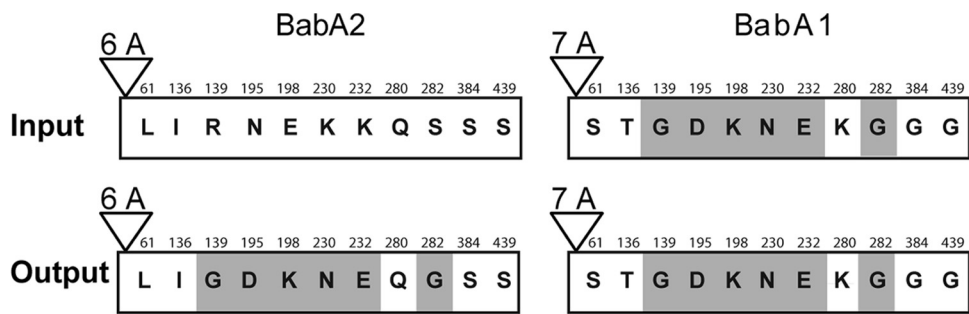 BabA2 BabA1
6 A 7 A
61 136 139 195 198 230 232 280 282 384 439 61 136 139 195 198 230 232 280 282 384 439
Input L I R N E K K Q S S S S T G D K N E K G G G
6 A 7 A
61 136 139 195 198 230 232 280 282 384 439 61 136 139 195 198 230 232 280 282 384 439
Output L I G D K N E Q G S S S T G D K N E K G G G